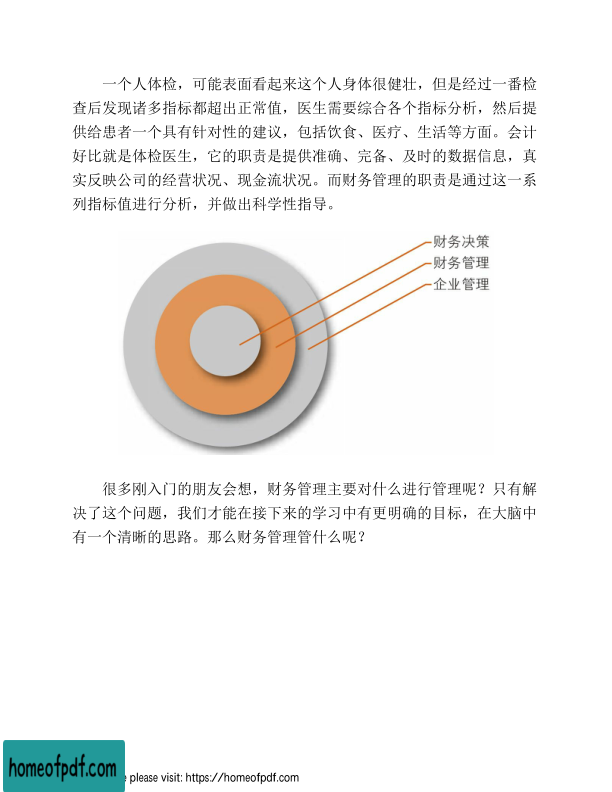 一个人体检，可能表面看起来这个人身体很健壮，但是经过一番检
查后发现诸多指标都超出正常值，医生需要综合各个指标分析，然后提
供给患者一个具有针对性的建议，包括饮食、医疗、生活等方面。会计
好比就是体检医生，它的职责是提供准确、完备、及时的数据信息，真
实反映公司的经营状况、现金流状况。而财务管理的职责是通过这一系
列指标值进行分析，并做出科学性指导。
财务决策
财务管理
企业管理
很多刚入门的朋友会想，财务管理主要对什么进行管理呢？只有解
决了这个问题，我们才能在接下来的学习中有更明确的目标，在大脑中
有一个清晰的思路。那么财务管理管什么呢？
homeofpdf.com
e please visit: https://homeofpdf.com